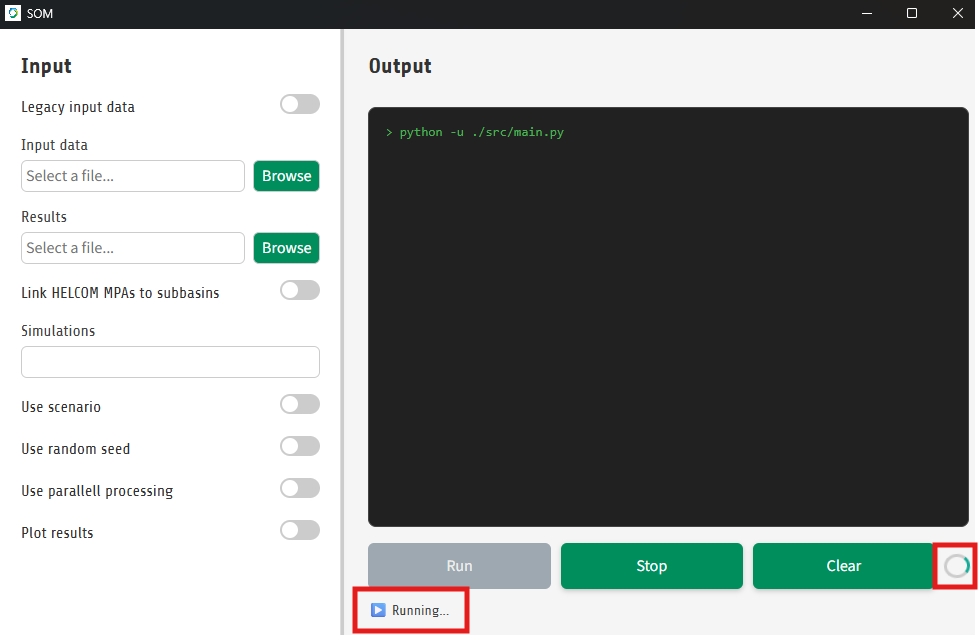 SOM
Input
Legacy input data
Input data
Select a file...
Browse
Results
Select a file...
Browse
Link HELCOM MPAs to subbasins
Simulations
Use scenario
Use random seed
Use parallell processing
Plot results
Output
> python -u ./src/main.py
Run
Stop
Clear
Running...